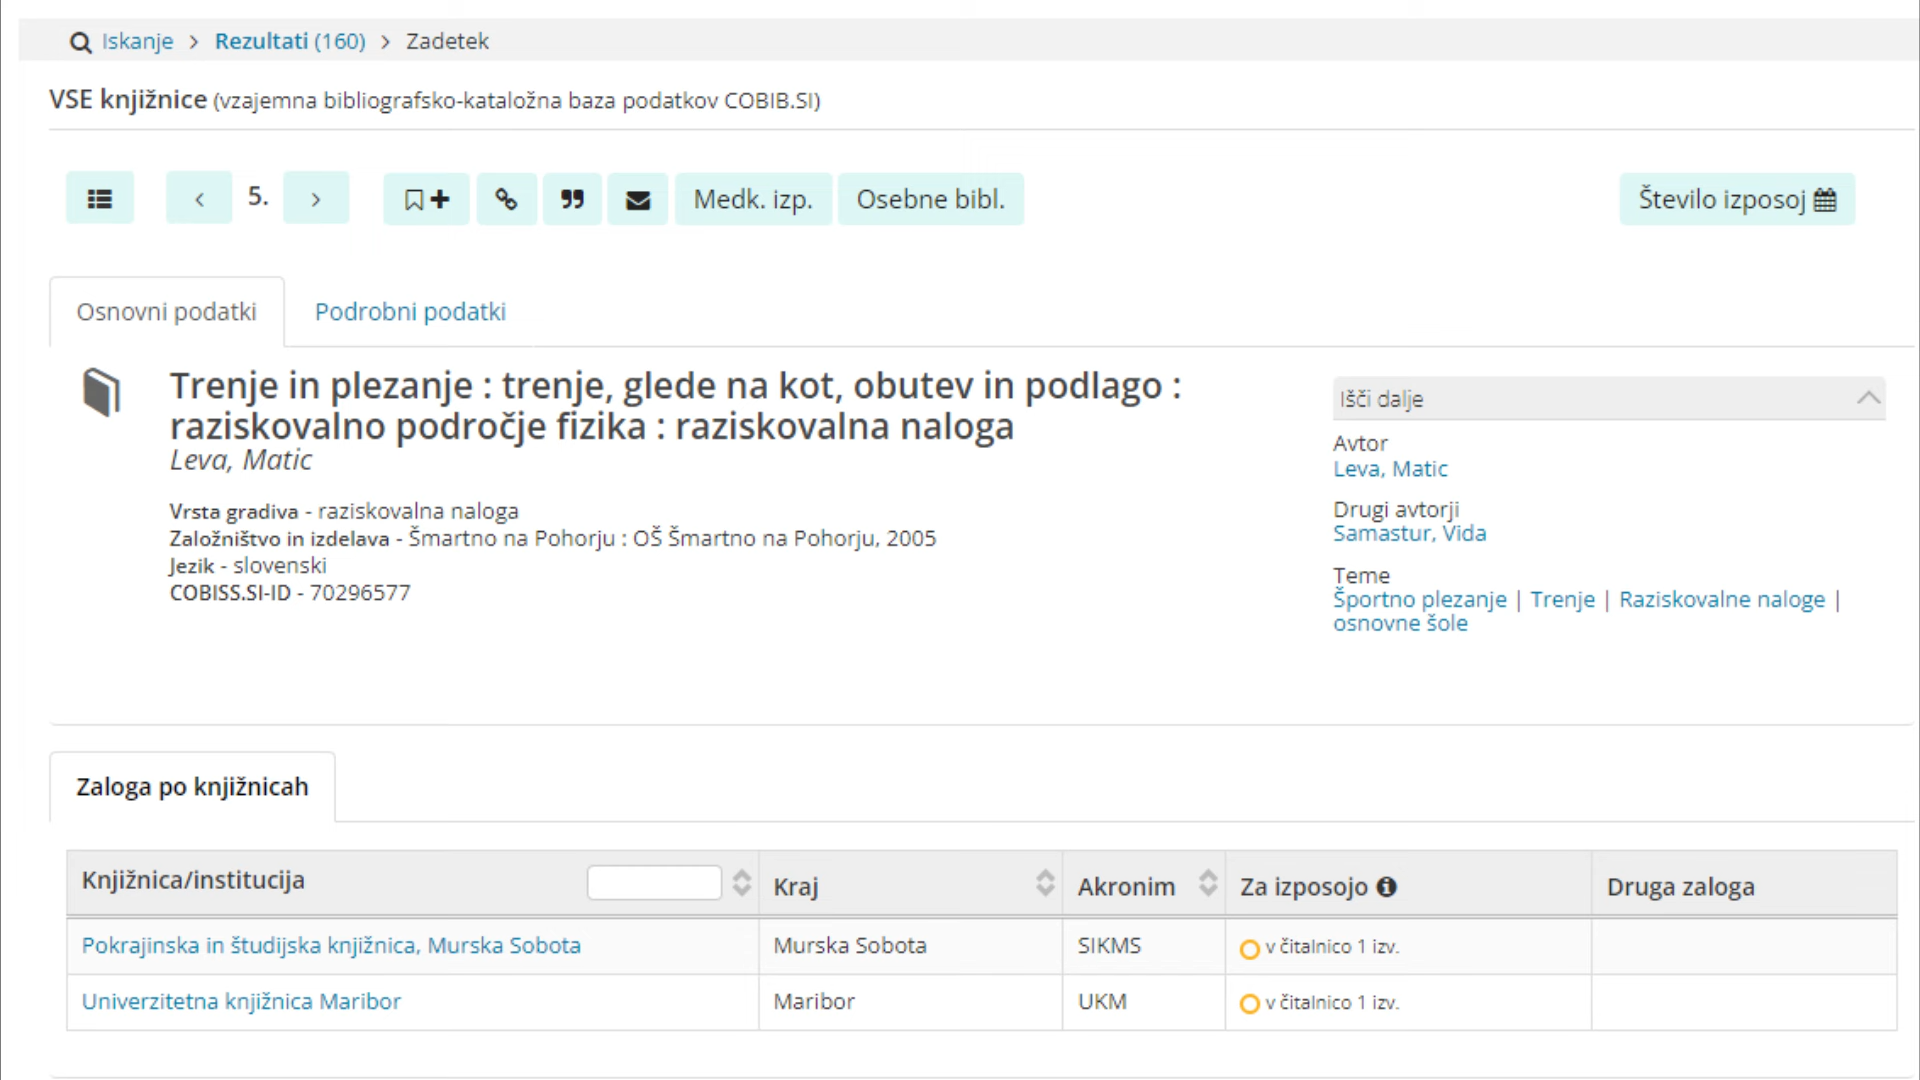 Iskanje > Rezultati (160) > Zadetek
VSE knjižnice (vzajemna bibliografsko-kataložna baza podatkov COBIB.SI)
5.
Medk. izp.
Osebne bibl.
Število izposoj
Osnovni podatki
Podrobni podatki
Trenje in plezanje : trenje, glede na kot, obutev in podlago :
raziskovalno področje fizika : raziskovalna naloga
Leva, Matic
Vrsta gradiva - raziskovalna naloga
Založništvo in izdelava - Šmartno na Pohorju : OŠ Šmartno na Pohorju, 2005
Jezik - slovenski
COBISS.SI-ID - 70296577
Išči dalje
Avtor
Leva, Matic
Drugi avtorji
Samastur, Vida
Teme
Športno plezanje | Trenje | Raziskovalne naloge |
osnovne šole
Zaloga po knjižnicah
Knjižnica/institucija Kraj Akronim Za izposojo Druga zaloga
Pokrajinska in študijska knjižnica, Murska Sobota Murska Sobota SIKMS v čitalnico 1 izv.
Univerzitetna knjižnica Maribor Maribor UKM v čitalnico 1 izv.